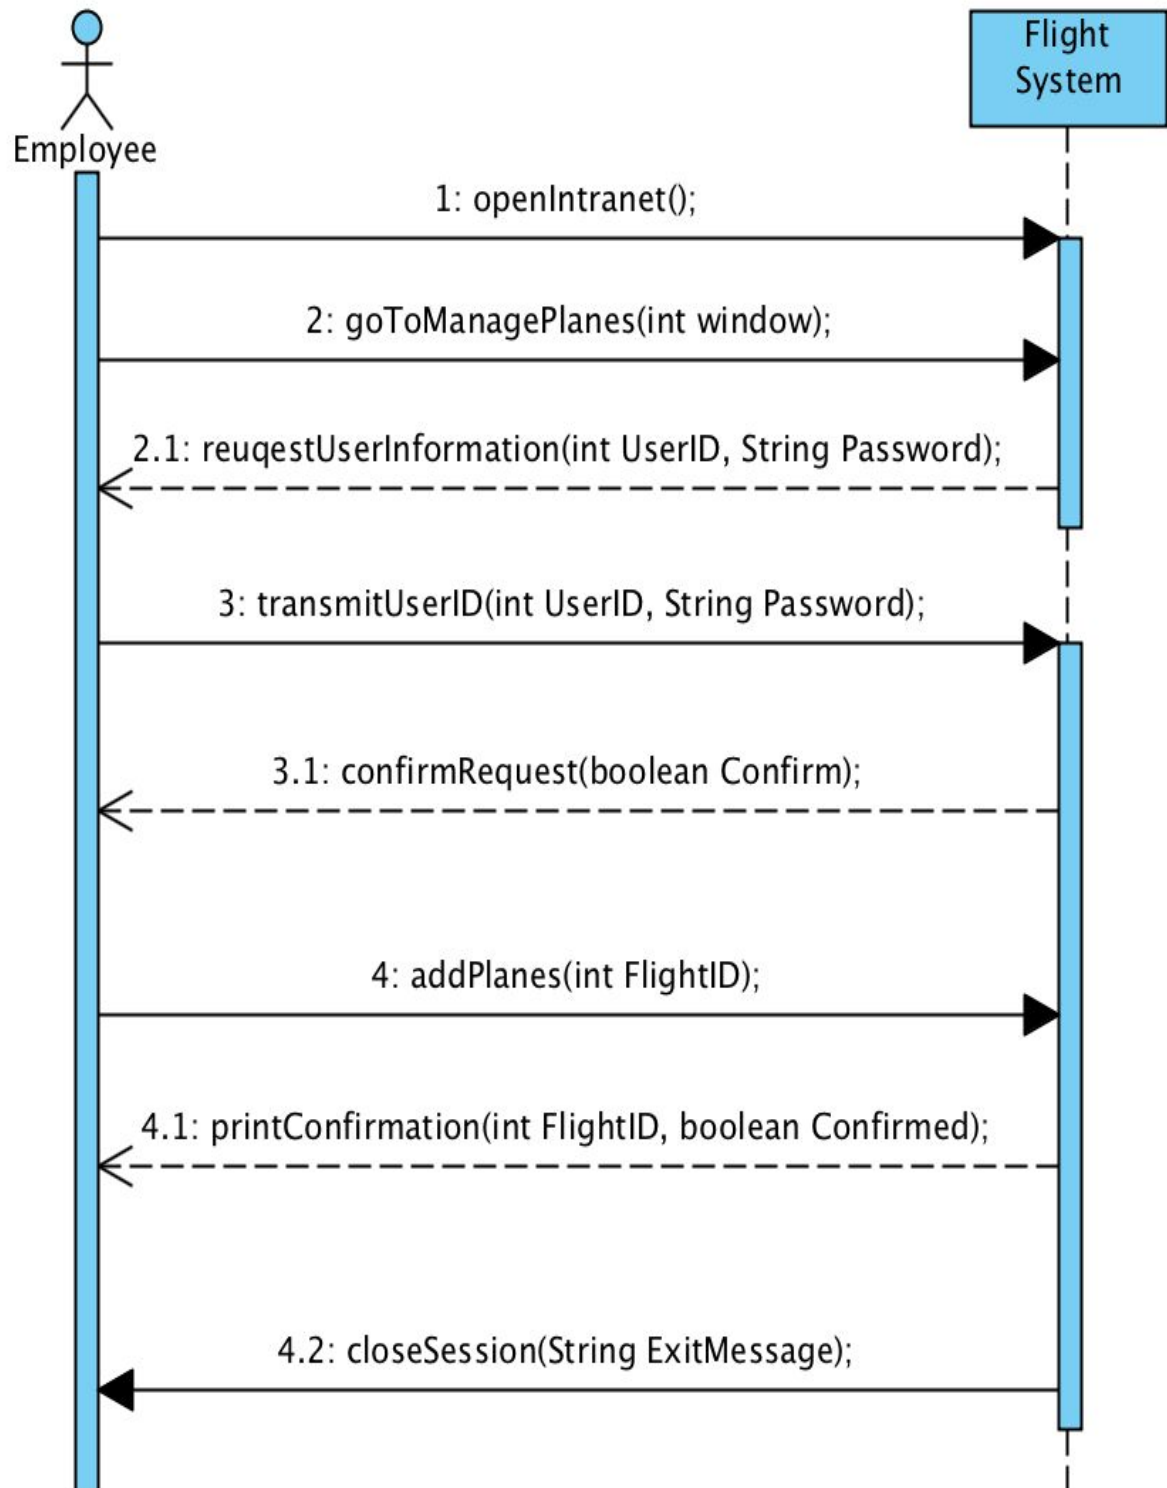 Flight
System
Employee
1: openIntranet();
2: goToManagePlanes(int window);
2.1: reuqestUserInformation(int UserID, String Password);
3: transmitUserID(int UserID, String Password);
3.1: confirmRequest(boolean Confirm);
4: addPlanes(int FlightID);
4.1: printConfirmation(int FlightID, boolean Confirmed);
4.2: closeSession(String ExitMessage);